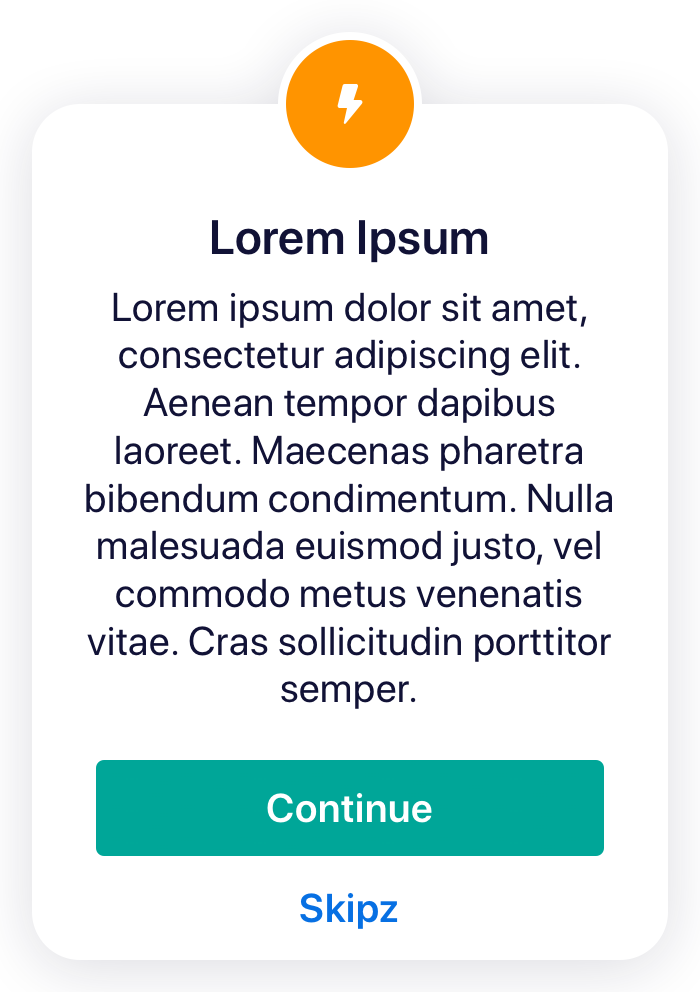 Lorem Ipsum
Lorem ipsum dolor sit amet,
consectetur adipiscing elit.
Aenean tempor dapibus
laoreet. Maecenas pharetra
bibendum condimentum. Nulla
malesuada euismod justo, vel
commodo metus venenatis
vitae. Cras sollicitudin porttitor
semper.
Continue
Skipz